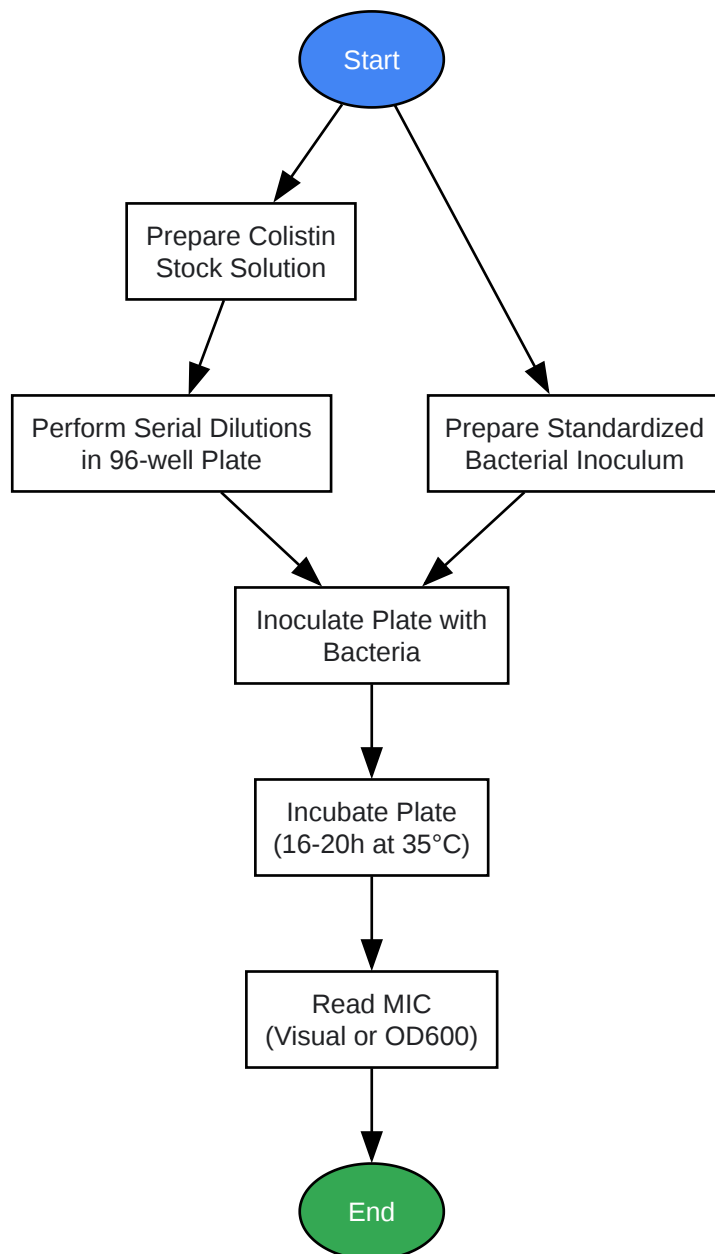 Start
Prepare Colistin
Stock Solution
Perform Serial Dilutions
in 96-well Plate
Prepare Standardized
Bacterial Inoculum
Inoculate Plate with
Bacteria
Incubate Plate
(16-20h at 35°C)
Read MIC
(Visual or OD600)
End